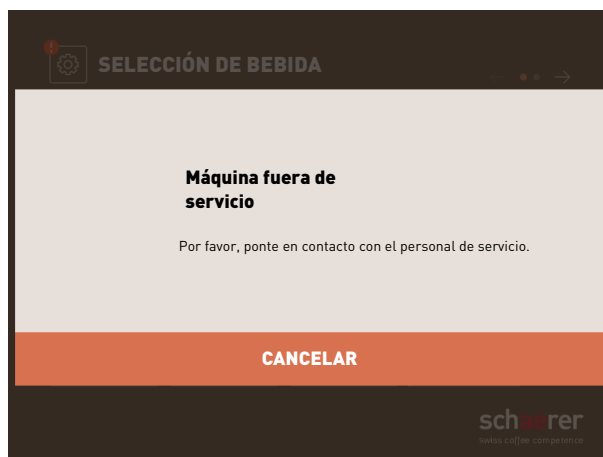 !
SELECCIÓN DE BEBIDA
Máquina fuera de
servicio
Por favor, ponte en contacto con el personal de servicio.
CANCELAR
schaerer
swiss coffee competence